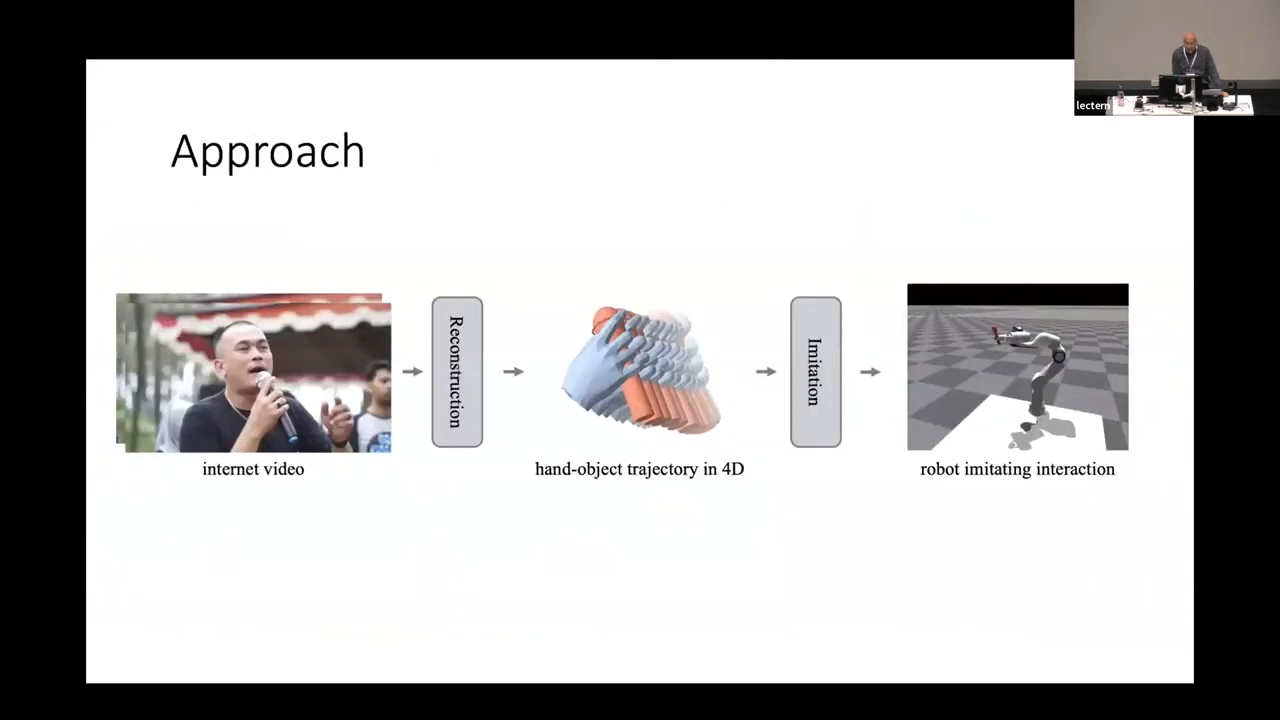 lectern
Approach
Reconstruction
Imitation
internet video
hand-object trajectory in 4D
robot imitating interaction